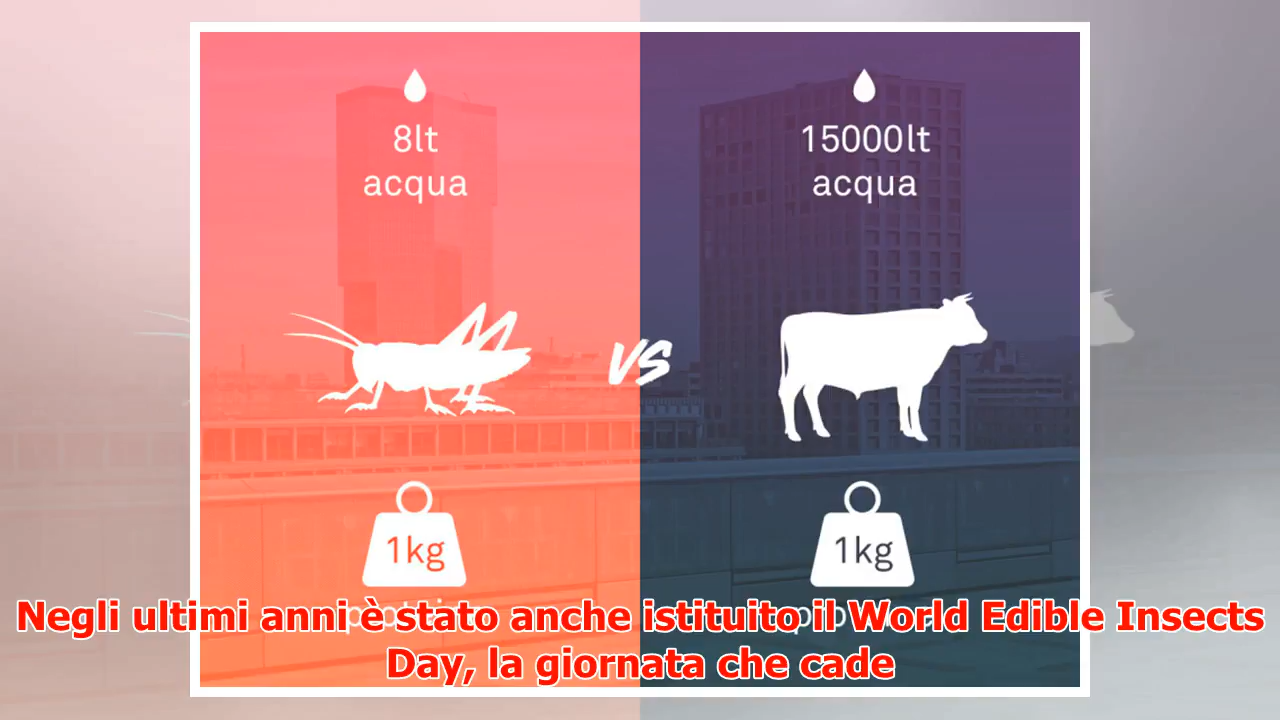 8lt
acqua
15000lt
acqua
VS
1kg
1kg
Negli ultimi anni è stato anche istituito il World Edible Insects
Day, la giornata che cade